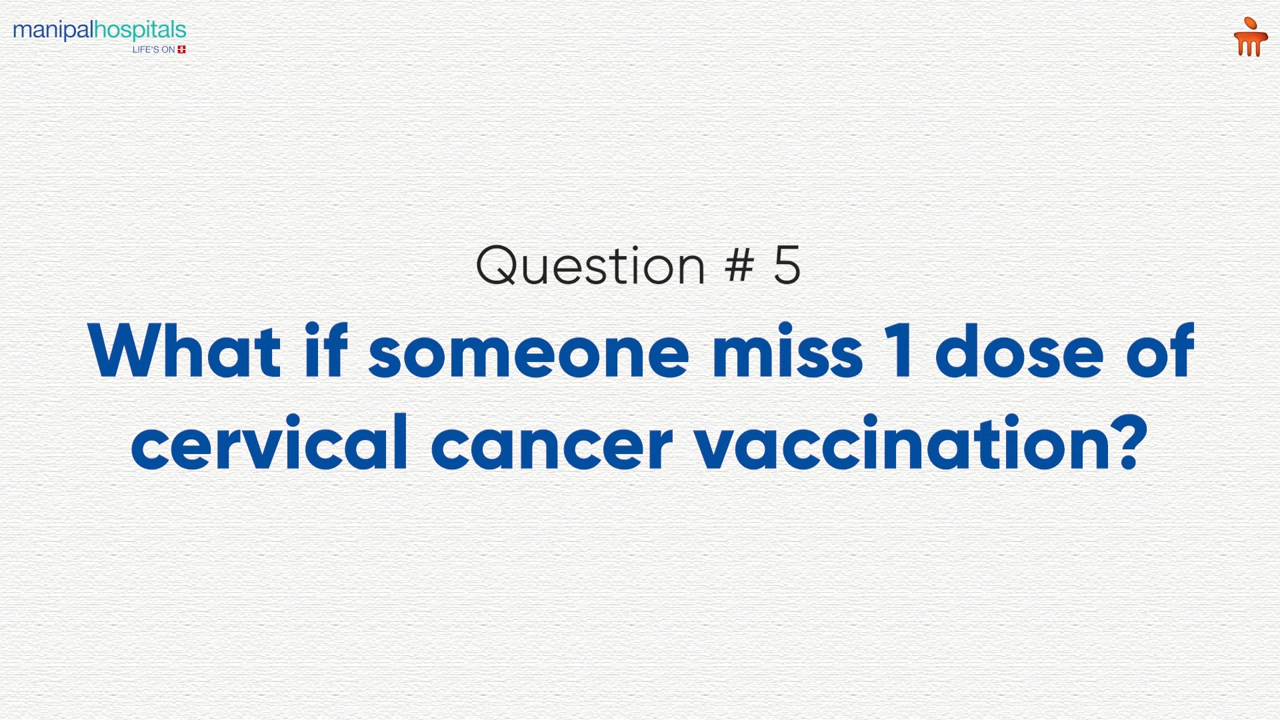 manipalhospitals
LIFE'S ON
Question # 5
What if someone miss 1 dose of
cervical cancer vaccination?